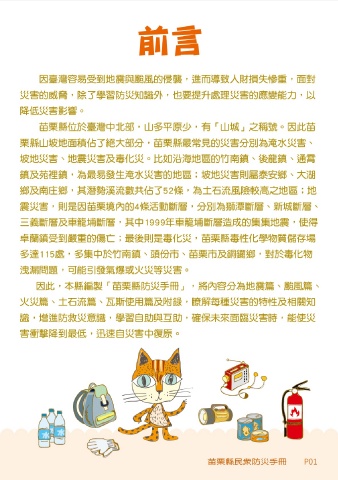 前言
因臺灣容易受到地震與颱風的侵襲，進而導致人財損失慘重，面對
災害的威脅，除了學習防災知識外，也要提升處理災害的應變能力，以
降低災害影響。
苗栗縣位於臺灣中北部，山多平原少，有「山城」之稱號。因此苗
栗縣山坡地面積佔了絕大部分，苗栗縣最常見的災害分別為淹水災害、
坡地災害、地震災害及毒化災。比如沿海地區的竹南鎮、後龍鎮、通霄
鎮及苑裡鎮，為最易發生淹水災害的地區；坡地災害則屬泰安鄉、大湖
鄉及南庄鄉，其潛勢溪流數共佔了52條，為土石流風險較高之地區；地
震災害，則是因苗栗境內的4條活動斷層，分別為獅潭斷層、新城斷層、
三義斷層及車籠埔斷層，其中1999年車籠埔斷層造成的集集地震，使得
卓蘭鎮受到嚴重的傷亡；最後則是毒化災，苗栗縣毒性化學物質儲存場
多達115處，多集中於竹南鎮、頭份市、苗栗市及銅鑼鄉，對於毒化物
洩漏問題，可能引發氣爆或火災等災害。
因此，本縣編製「苗栗縣防災手冊」，將內容分為地震篇、颱風篇、
火災篇、土石流篇、瓦斯使用篇及附錄，瞭解每種災害的特性及相關知
識，增進防救災意識，學習自助與互助，確保未來面臨災害時，能使災
害衝擊降到最低，迅速自災害中復原。
苗栗縣民眾防災手冊 P01